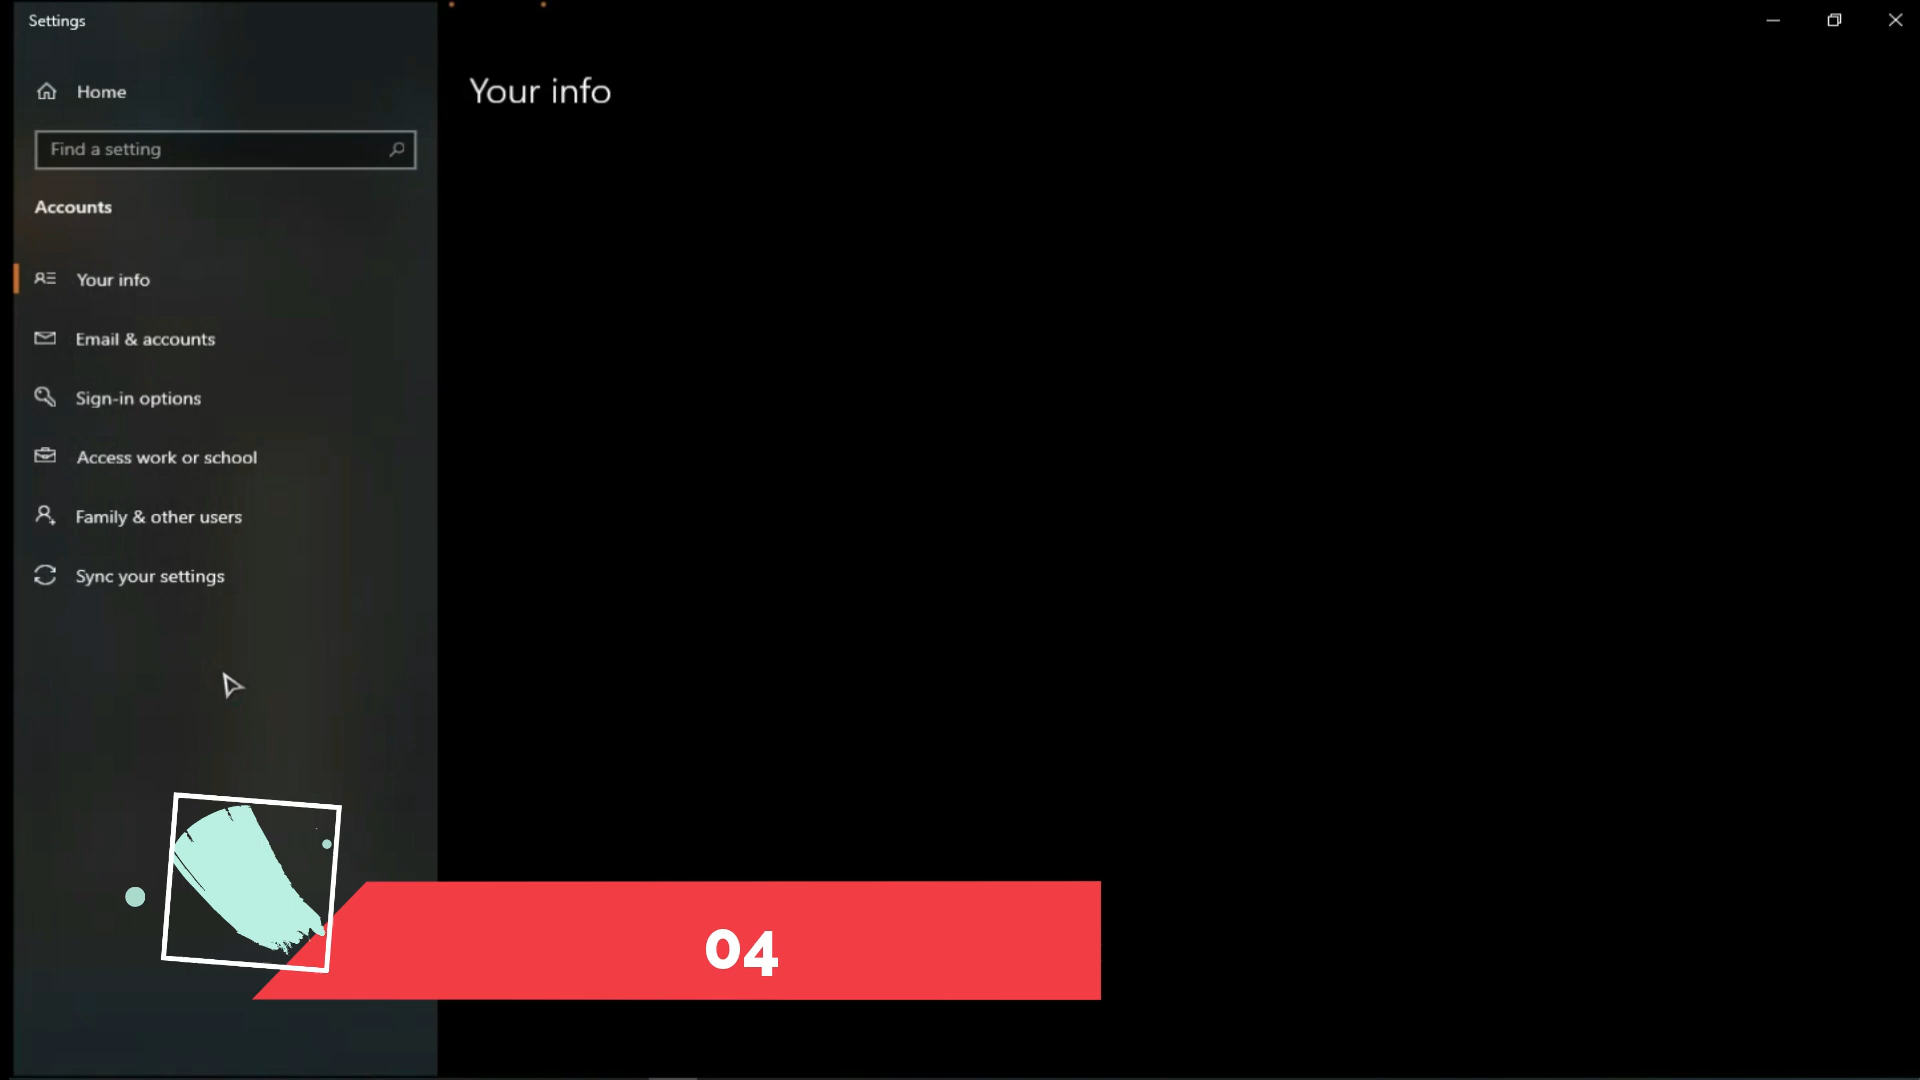 Settings
Home
Find a setting
Accounts
Your info
Email & accounts
Sign-in options
Access work or school
Family & other users
Sync your settings
Your info
04